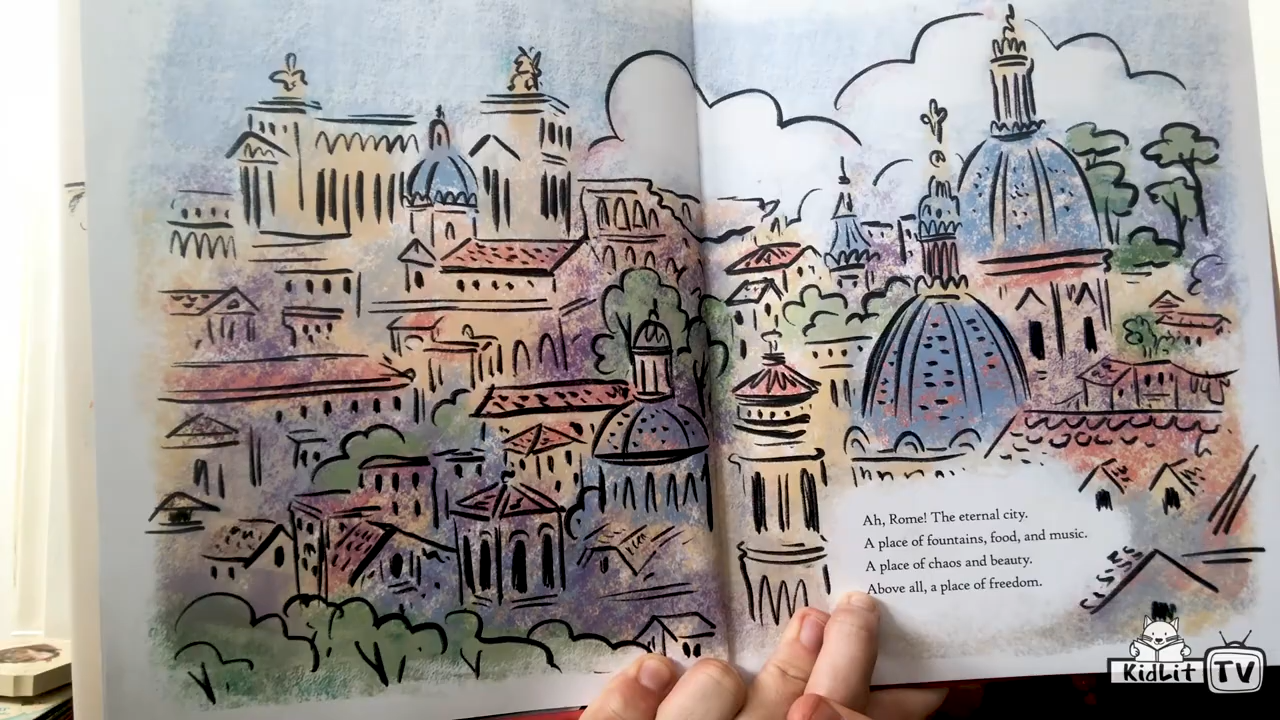 Ah, Rome! The eternal city.
A place of fountains, food, and music.
A place of chaos and beauty.
Above all, a place of freedom.
KidLit TV